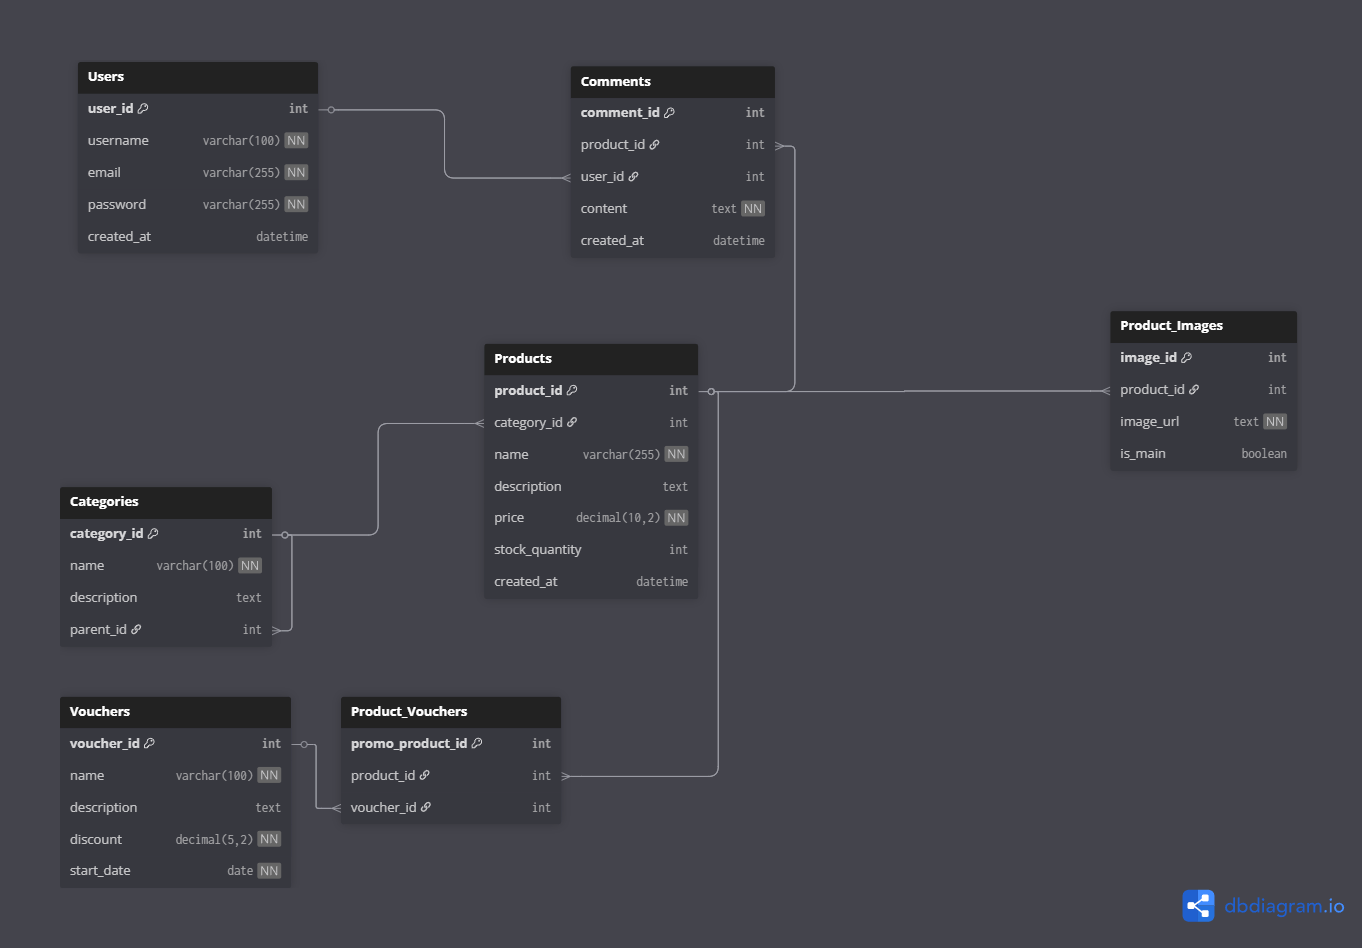 Users
user_id int
username varchar(100) NN
email varchar(255) NN
password varchar(255) NN
created_at datetime
Comments
comment_id int
product_id int
user_id int
content text NN
created_at datetime
Product_Images
image_id int
product_id int
image_url text NN
is_main boolean
Products
product_id int
category_id int
name varchar(255) NN
description text
price decimal(10,2) NN
stock_quantity int
created_at datetime
Categories
category_id int
name varchar(100) NN
description text
parent_id int
Vouchers
voucher_id int
name varchar(100) NN
description text
discount decimal(5,2) NN
start_date date NN
Product_Vouchers
promo_product_id int
product_id int
voucher_id int
dbdiagram.io